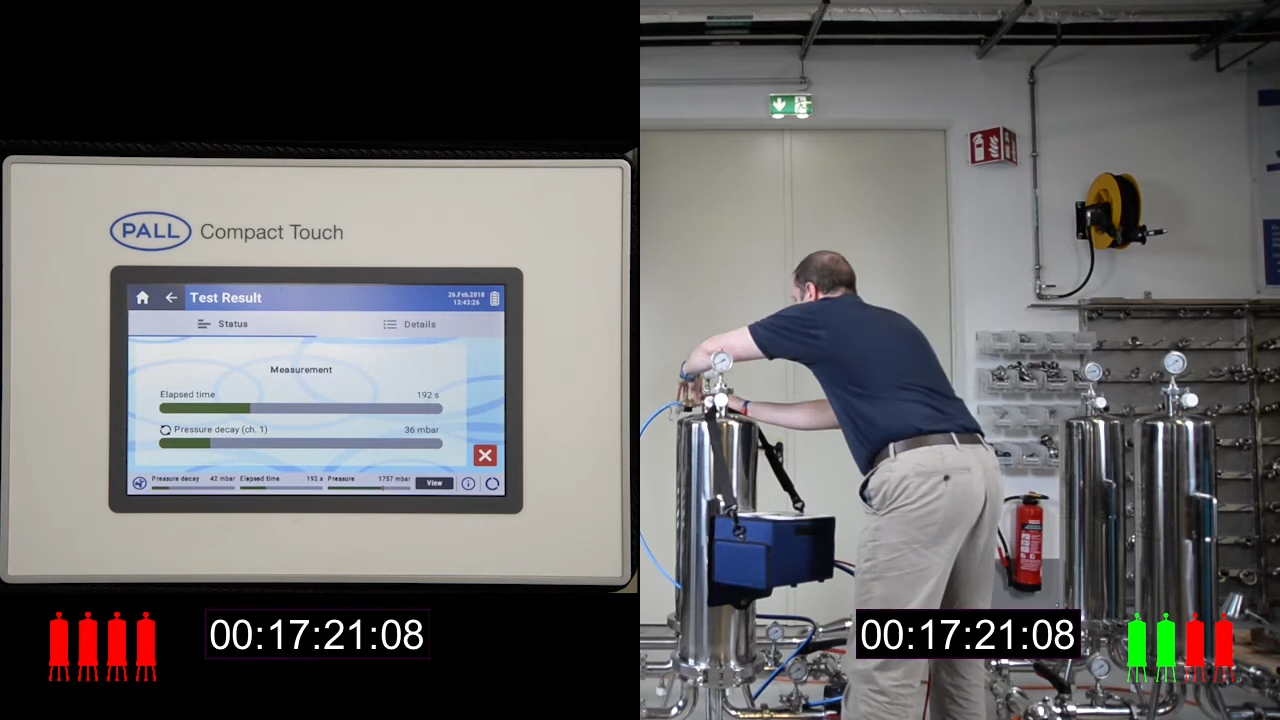 PALL Compact Touch
Test Result
26.Feb.2018
13:43:26
Status
Details
Measurement
Elapsed time 192 s
Pressure decay (ch. 1) 36 mbar
Pressure decay 42 mbar Elapsed time 192 s Pressure 1757 mbar View
00:17:21:08
00:17:21:08